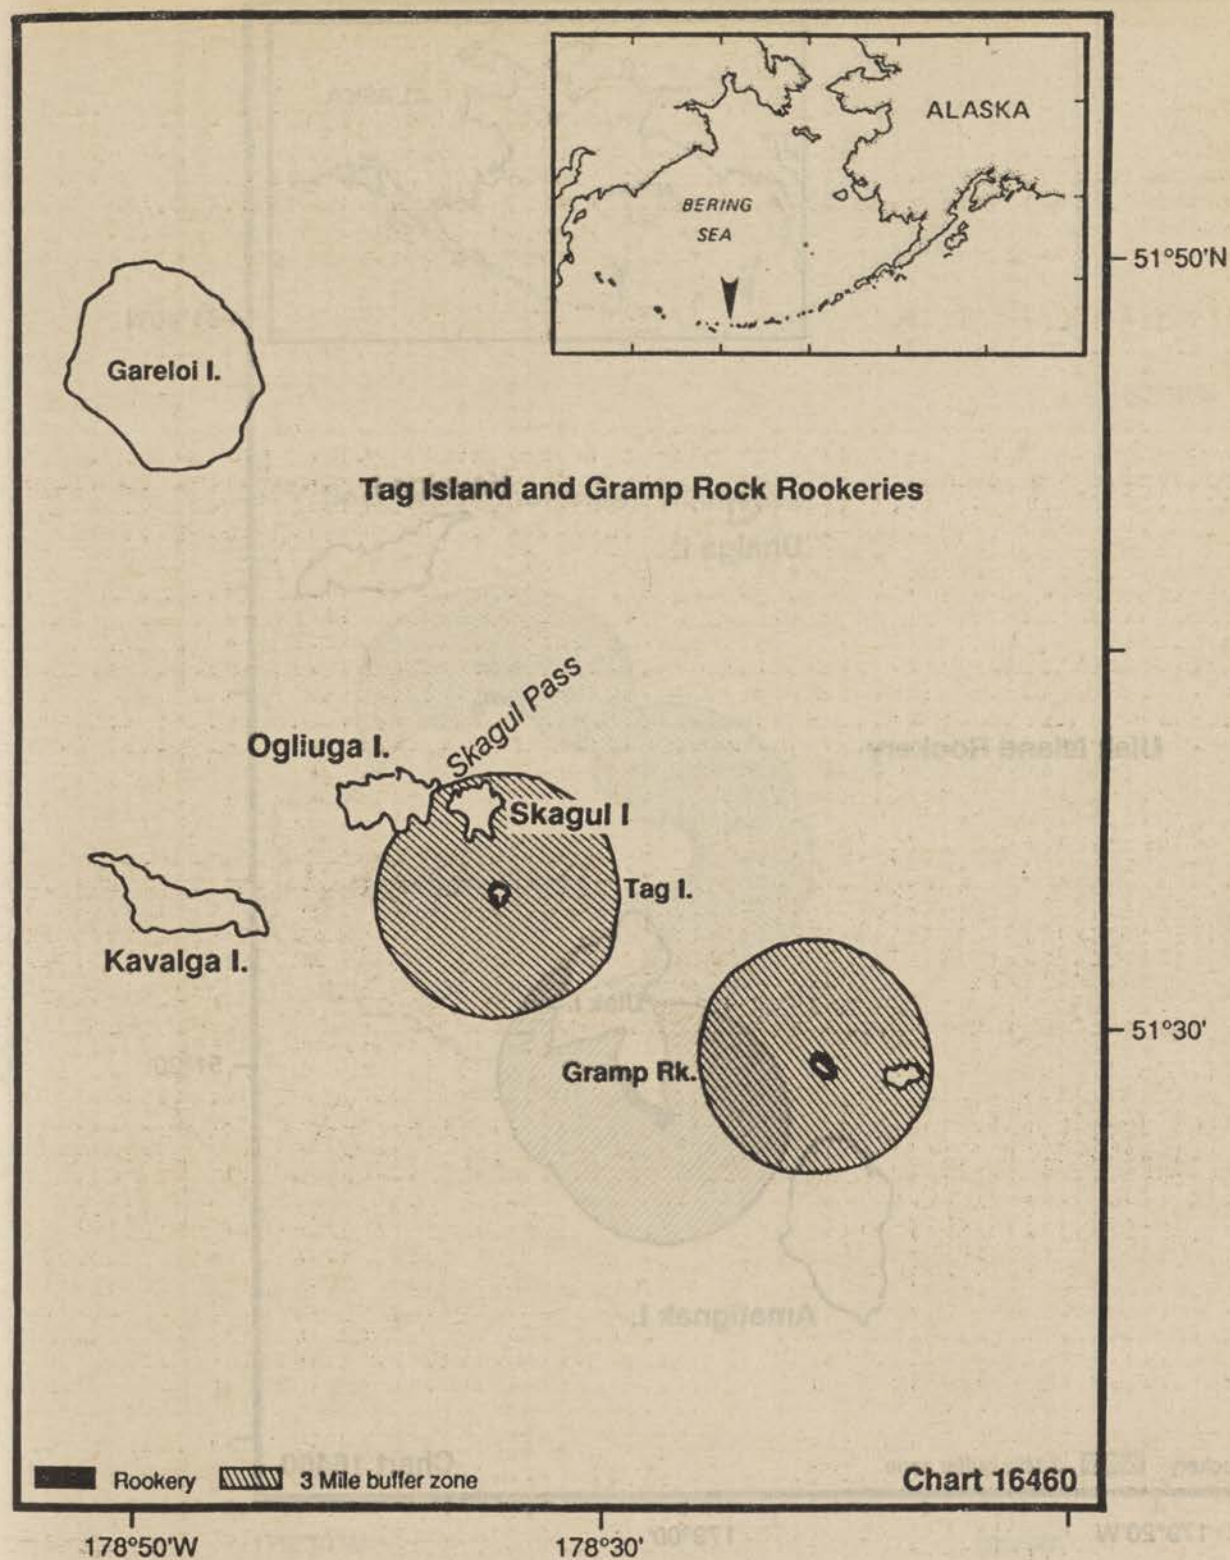 ALASKA
BERING
SEA
51°50'N
Gareloi I.
Tag Island and Gramp Rock Rookeries
Skagul Pass
Ogliuga I.
Skagul I
Tag I.
Kavalga I.
51°30'
Gramp Rk.
Rookery
3 Mile buffer zone
Chart 16460
178°50'W
178°30'